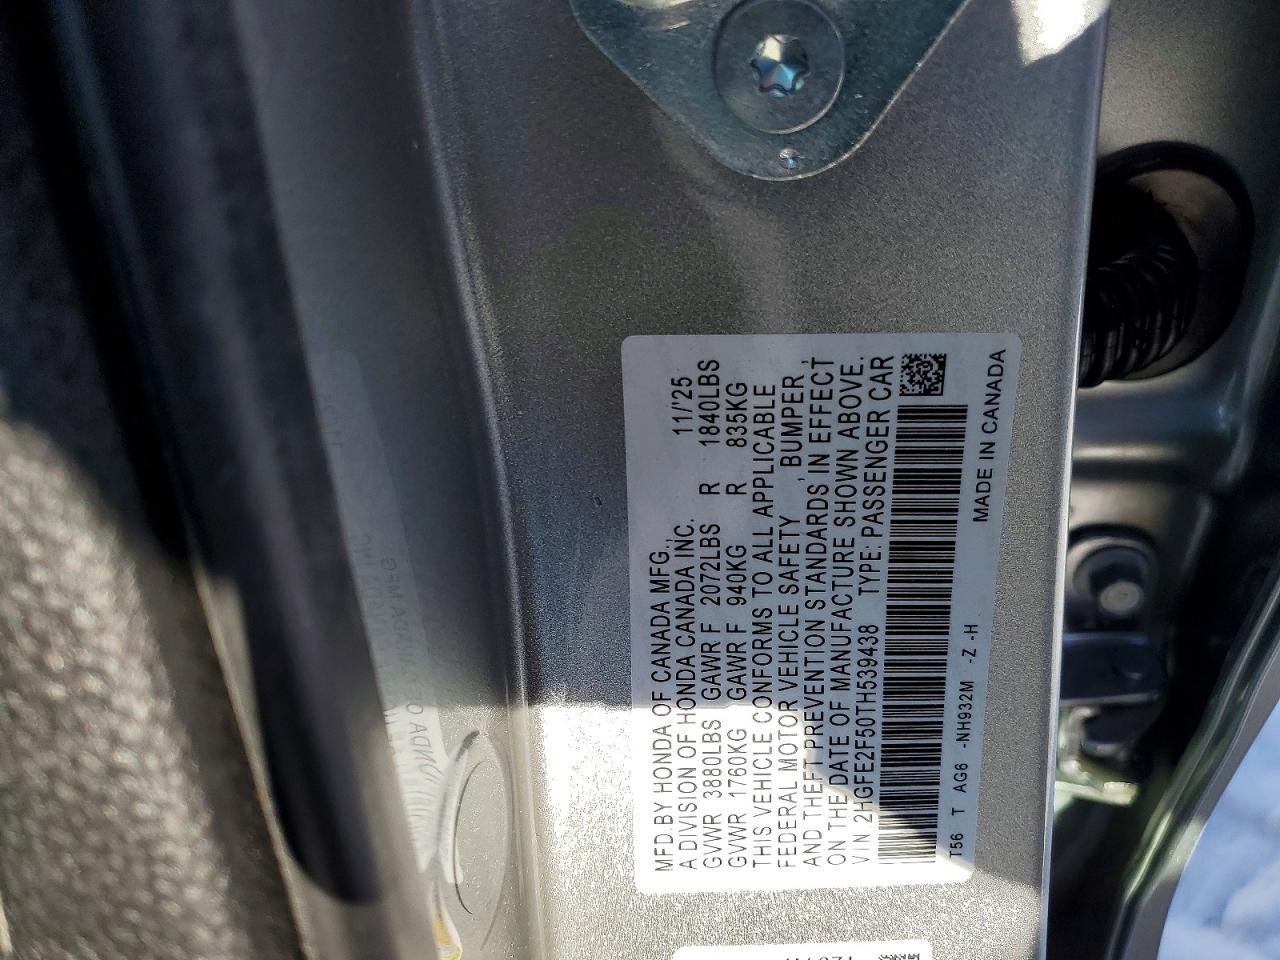 MFD. BY HONDA OF CANADA MFG., 11/'25
A DIVISION OF HONDA CANADA INC.
GVWR 3880LBS GAWR F 2072LBS R 1840LBS
GVWR 1760KG GAWR F 940KG R 835KG
THIS VEHICLE CONFORMS TO ALL APPLICABLE
FEDERAL MOTOR VEHICLE SAFETY , BUMPER ,
AND THEFT PREVENTION STANDARDS, IN EFFECT
ON THE DATE OF MANUFACTURE SHOWN ABOVE.
VIN 2HGFE2F50TH539438 TYPE: PASSENGER CAR
T56 T AG6 -NH932M -Z -H MADE IN CANADA